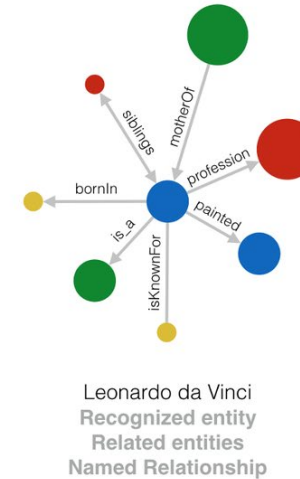 siblings
motherOf
profession
bornIn
painted
is_a
isKnownFor
Leonardo da Vinci
Recognized entity
Related entities
Named Relationship